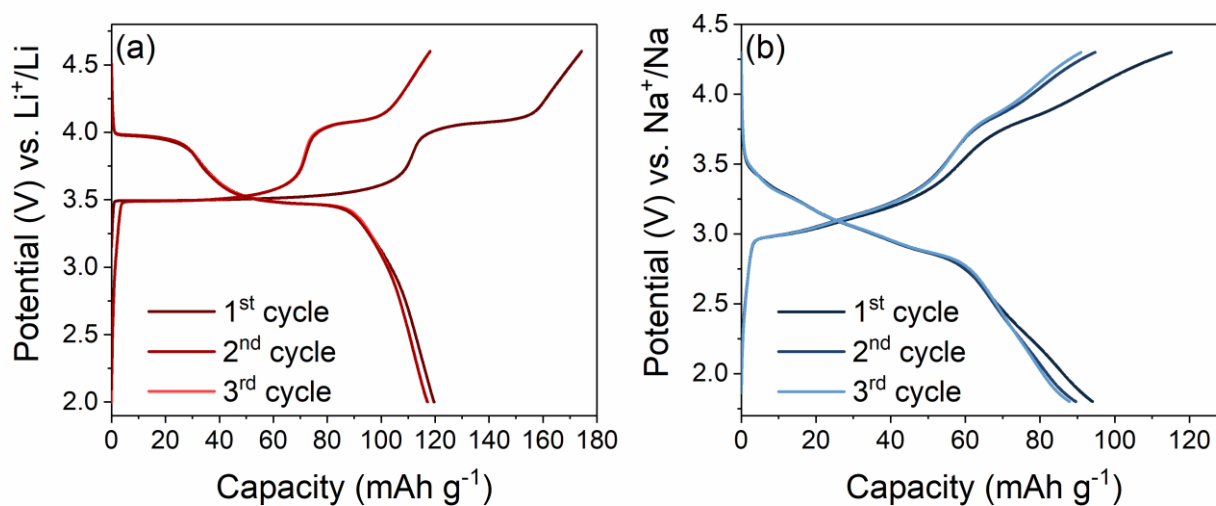 (a)
Potential (V) vs. Li⁺/Li
4.5
4.0
3.5
3.0
2.5
2.0
1ˢᵗ cycle
2ⁿᵈ cycle
3ʳᵈ cycle
0 20 40 60 80 100 120 140 160 180
Capacity (mAh g⁻¹)
(b)
Potential (V) vs. Na⁺/Na
4.5
4.0
3.5
3.0
2.5
2.0
1ˢᵗ cycle
2ⁿᵈ cycle
3ʳᵈ cycle
0 20 40 60 80 100 120
Capacity (mAh g⁻¹)